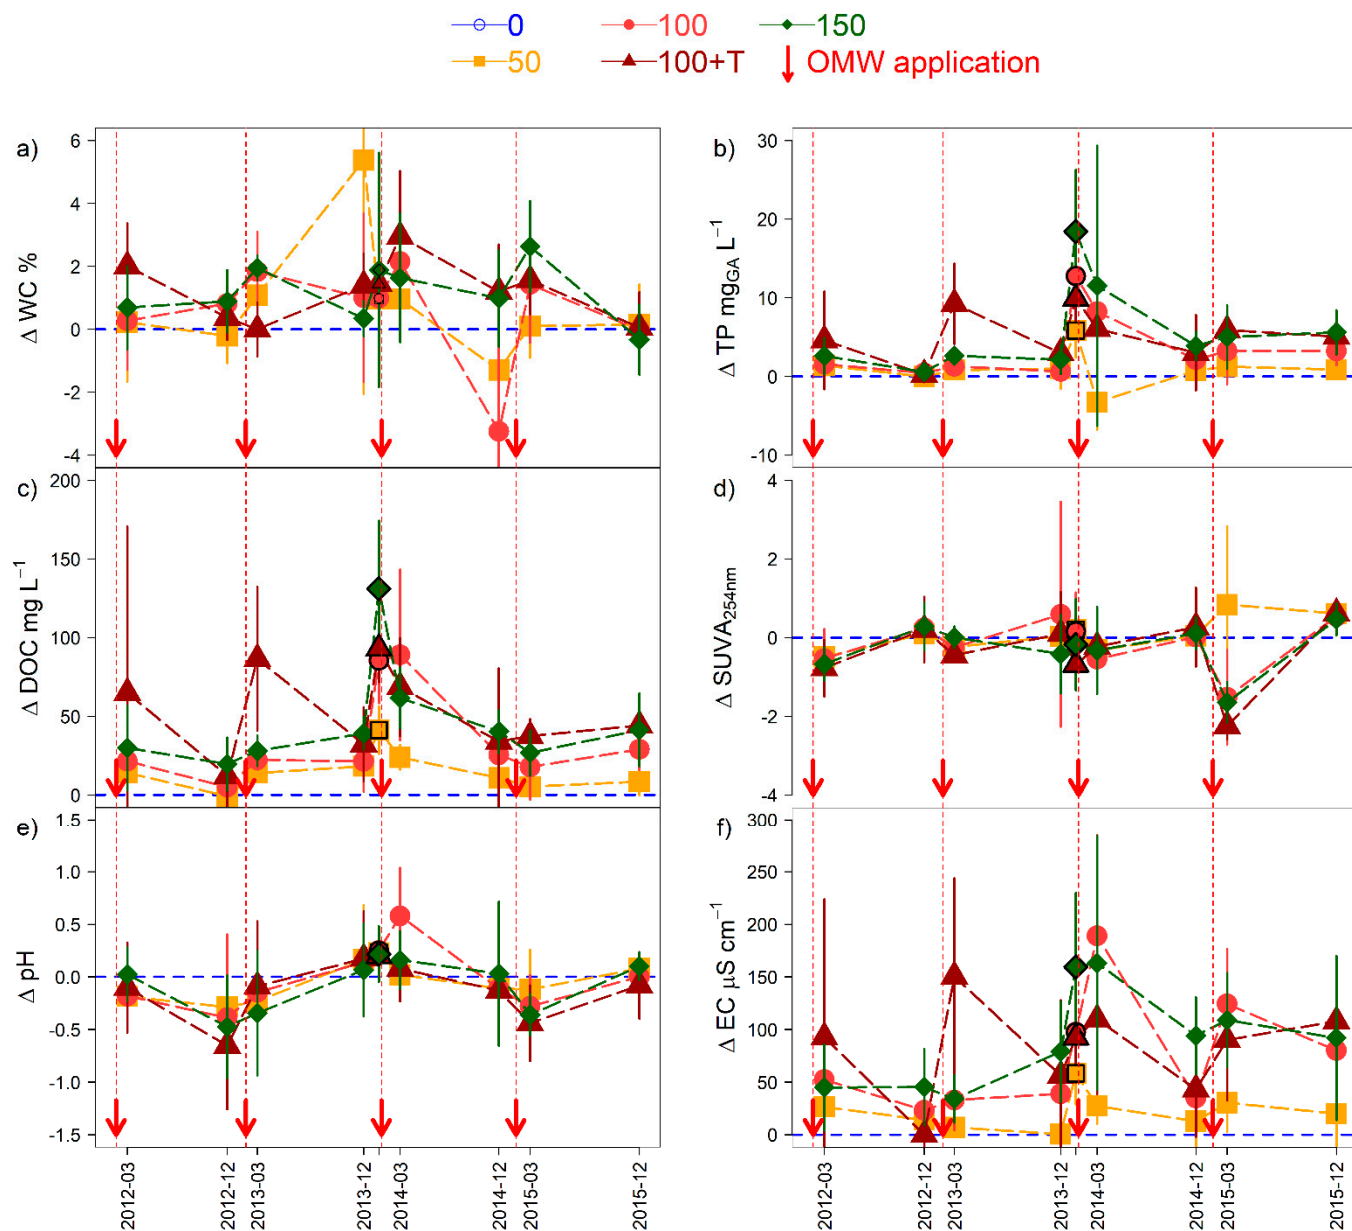 0 100 150
50 100+T OMW application
a) b)
Δ WC %
6
4
2
0
-2
-4
Δ TP mgGA L−1
30
20
10
0
-10
c) d)
Δ DOC mg L−1
200
150
100
50
0
Δ SUVA254nm
4
2
0
-2
-4
e) f)
Δ pH
1.5
1.0
0.5
0.0
-0.5
-1.0
-1.5
Δ EC μS cm−1
300
250
200
150
100
50
0
2012-03 2012-12 2013-03 2013-12 2014-03 2014-12 2015-03 2015-12
2012-03 2012-12 2013-03 2013-12 2014-03 2014-12 2015-03 2015-12